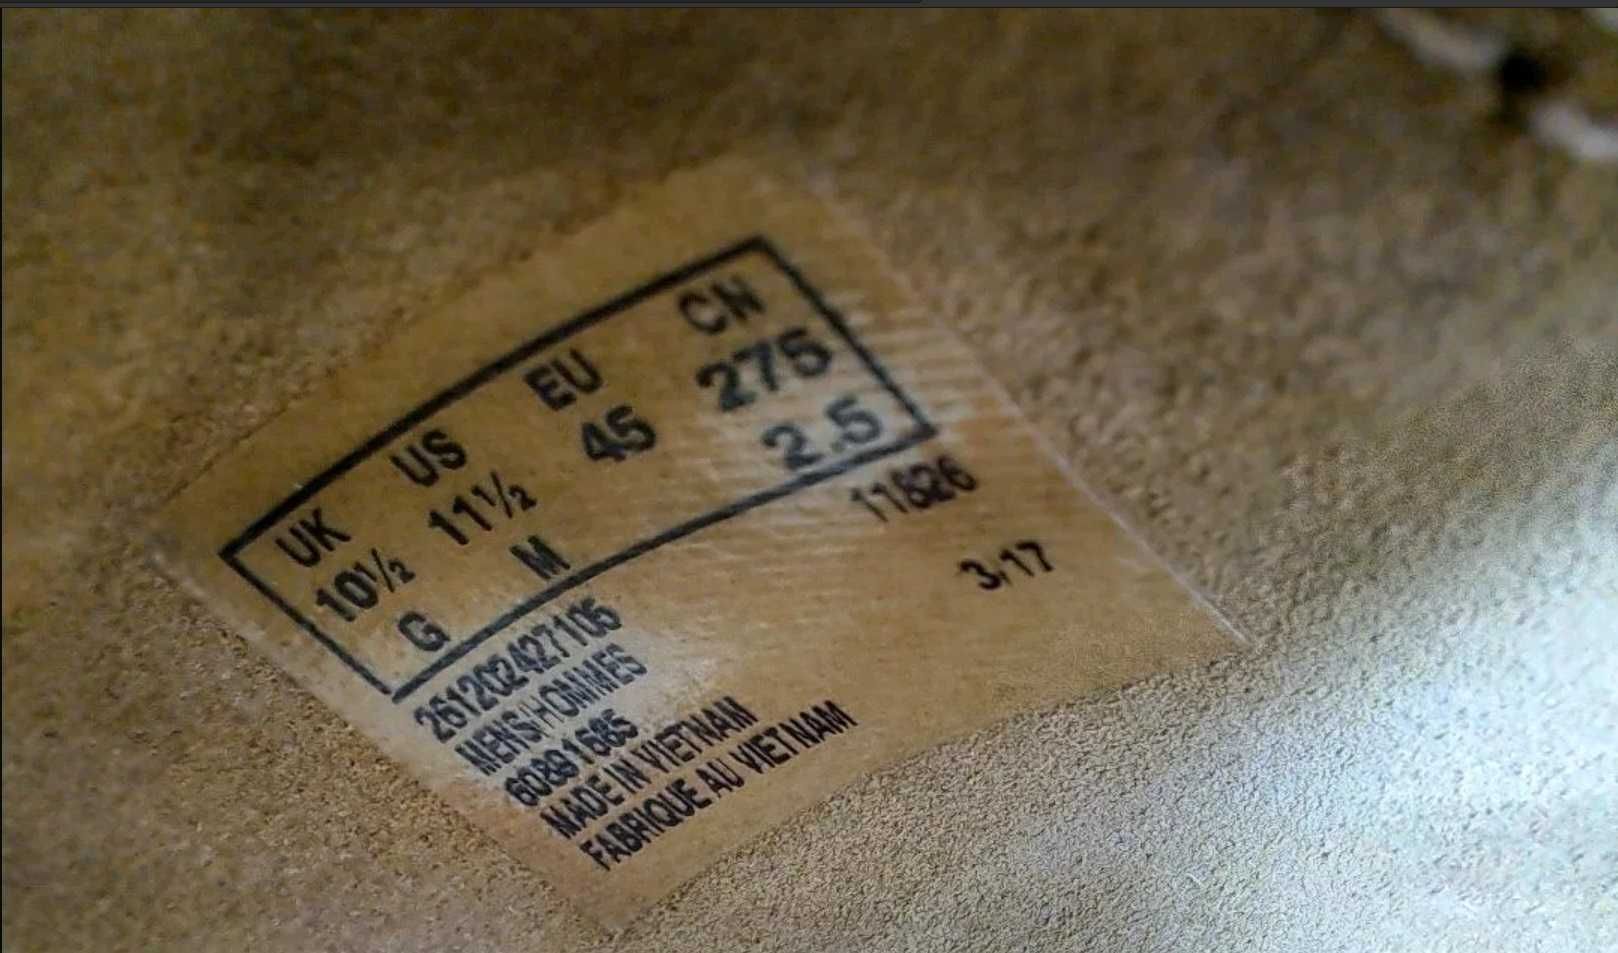 UK US EU CN
10½ 11½ 45 275
G M 2.5
261202427105 11826
MENS/HOMMES 3/17
60891685
MADE IN VIETNAM
FABRIQUE AU VIETNAM